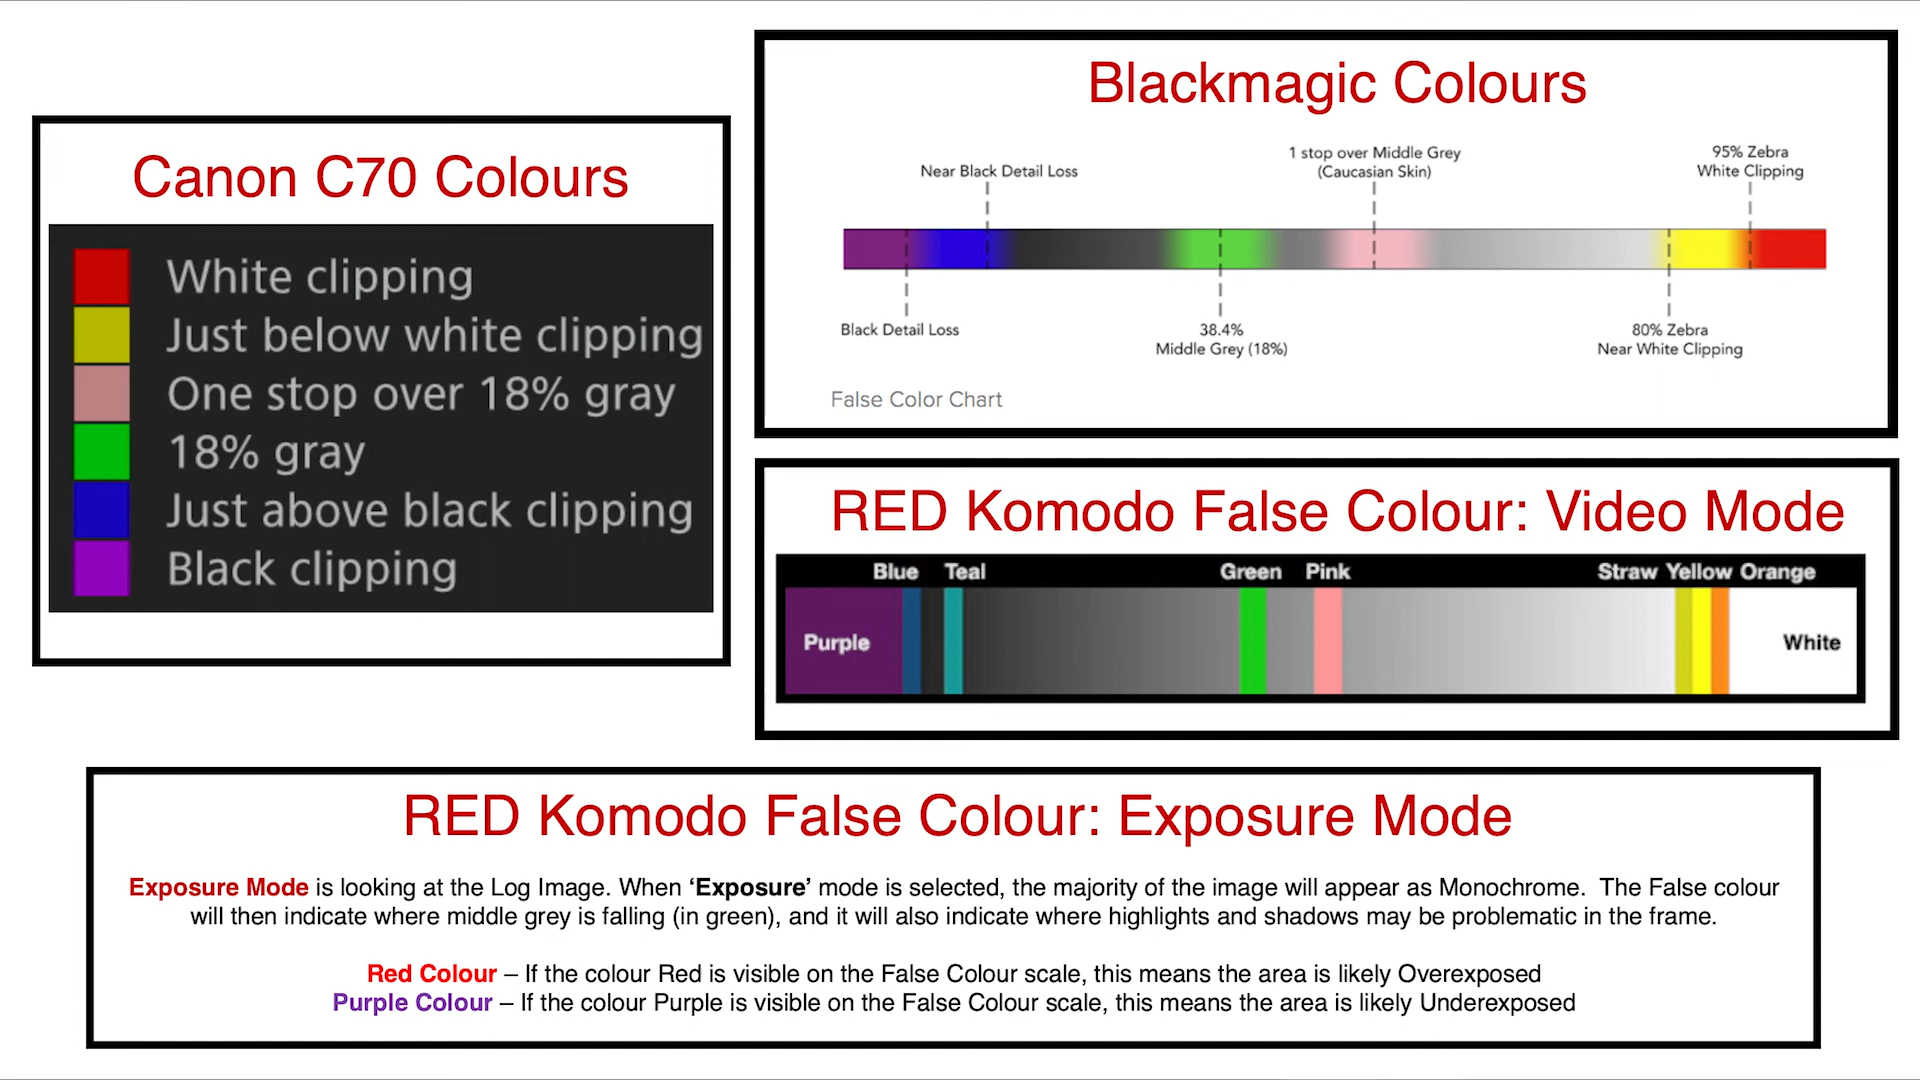 Canon C70 Colours
White clipping
Just below white clipping
One stop over 18% gray
18% gray
Just above black clipping
Black clipping
Blackmagic Colours
Near Black Detail Loss
1 stop over Middle Grey
(Caucasian Skin)
95% Zebra
White Clipping
Black Detail Loss
38.4%
Middle Grey (18%)
80% Zebra
Near White Clipping
False Color Chart
RED Komodo False Colour: Video Mode
Blue Teal Green Pink Straw Yellow Orange
Purple White
RED Komodo False Colour: Exposure Mode
Exposure Mode is looking at the Log Image. When ‘Exposure’ mode is selected, the majority of the image will appear as Monochrome. The False colour
will then indicate where middle grey is falling (in green), and it will also indicate where highlights and shadows may be problematic in the frame.
Red Colour – If the colour Red is visible on the False Colour scale, this means the area is likely Overexposed
Purple Colour – If the colour Purple is visible on the False Colour scale, this means the area is likely Underexposed